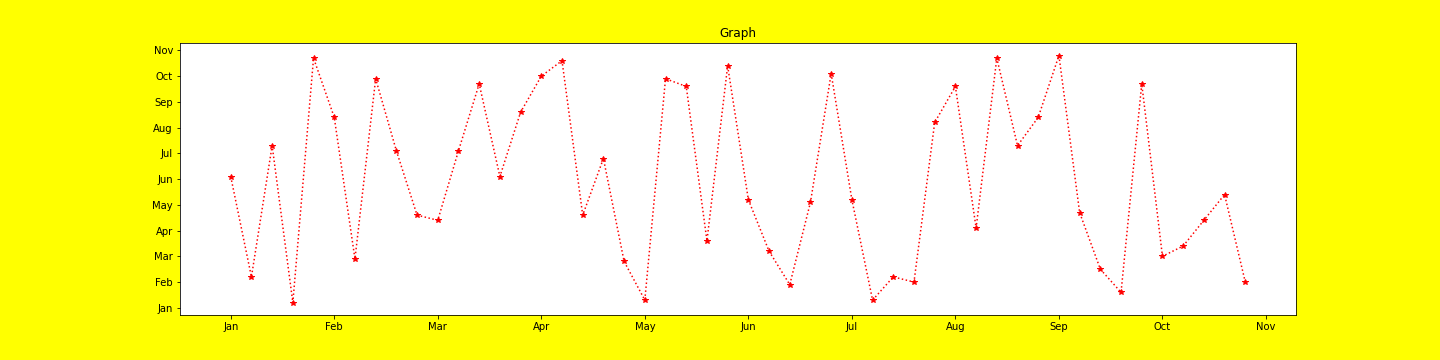 Graph
Nov
Oct
Sep
Aug
Jul
Jun
May
Apr
Mar
Feb
Jan
Jan Feb Mar Apr May Jun Jul Aug Sep Oct Nov